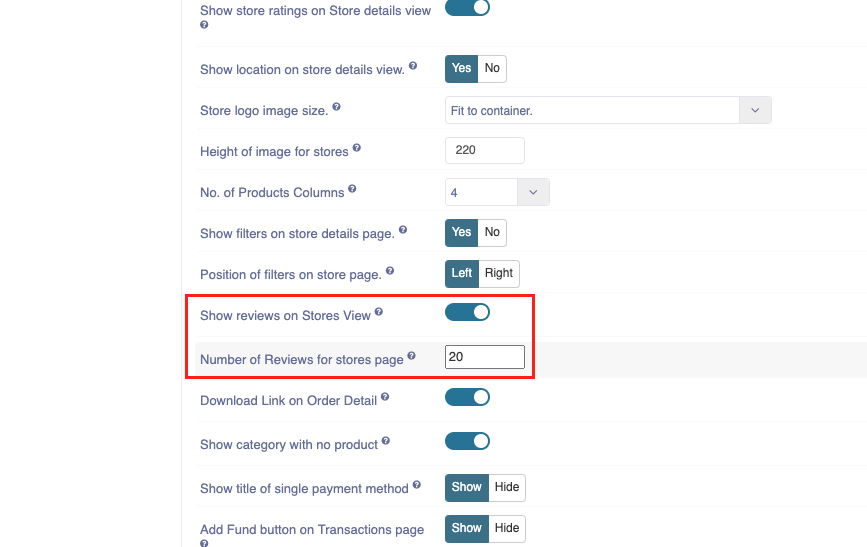 Show store ratings on Store details view
Show location on store details view. Yes No
Store logo image size. Fit to container.
Height of image for stores 220
No. of Products Columns 4
Show filters on store details page. Yes No
Position of filters on store page. Left Right
Show reviews on Stores View
Number of Reviews for stores page 20
Download Link on Order Detail
Show category with no product
Show title of single payment method Show Hide
Add Fund button on Transactions page Show Hide